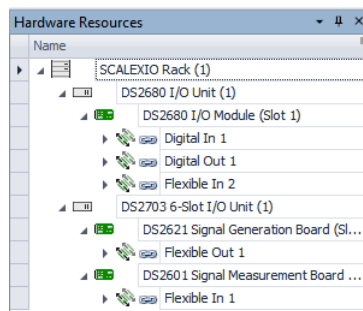 Hardware Resources
Name
SCALEXIO Rack (1)
DS2680 I/O Unit (1)
DS2680 I/O Module (Slot 1)
Digital In 1
Digital Out 1
Flexible In 2
DS2703 6-Slot I/O Unit (1)
DS2621 Signal Generation Board (Sl...
Flexible Out 1
DS2601 Signal Measurement Board ...
Flexible In 1